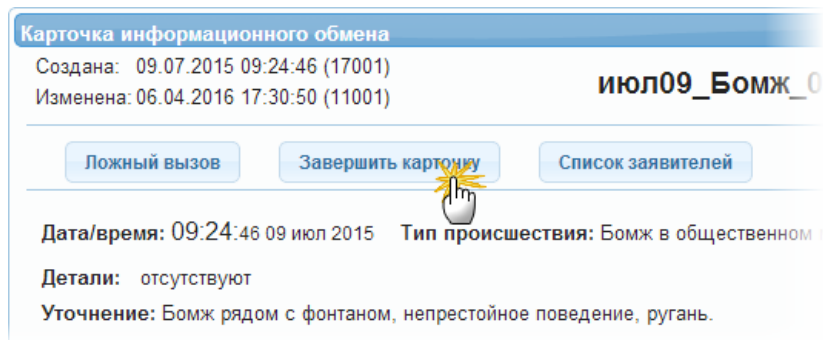 Карточка информационного обмена
Создана: 09.07.2015 09:24:46 (17001)
Изменена: 06.04.2016 17:30:50 (11001)
июл09_Бомж_0
Ложный вызов Завершить карточку Список заявителей
Дата/время: 09:24:46 09 июл 2015 Тип происшествия: Бомж в общественном
Детали: отсутствуют
Уточнение: Бомж рядом с фонтаном, непрестойное поведение, ругань.